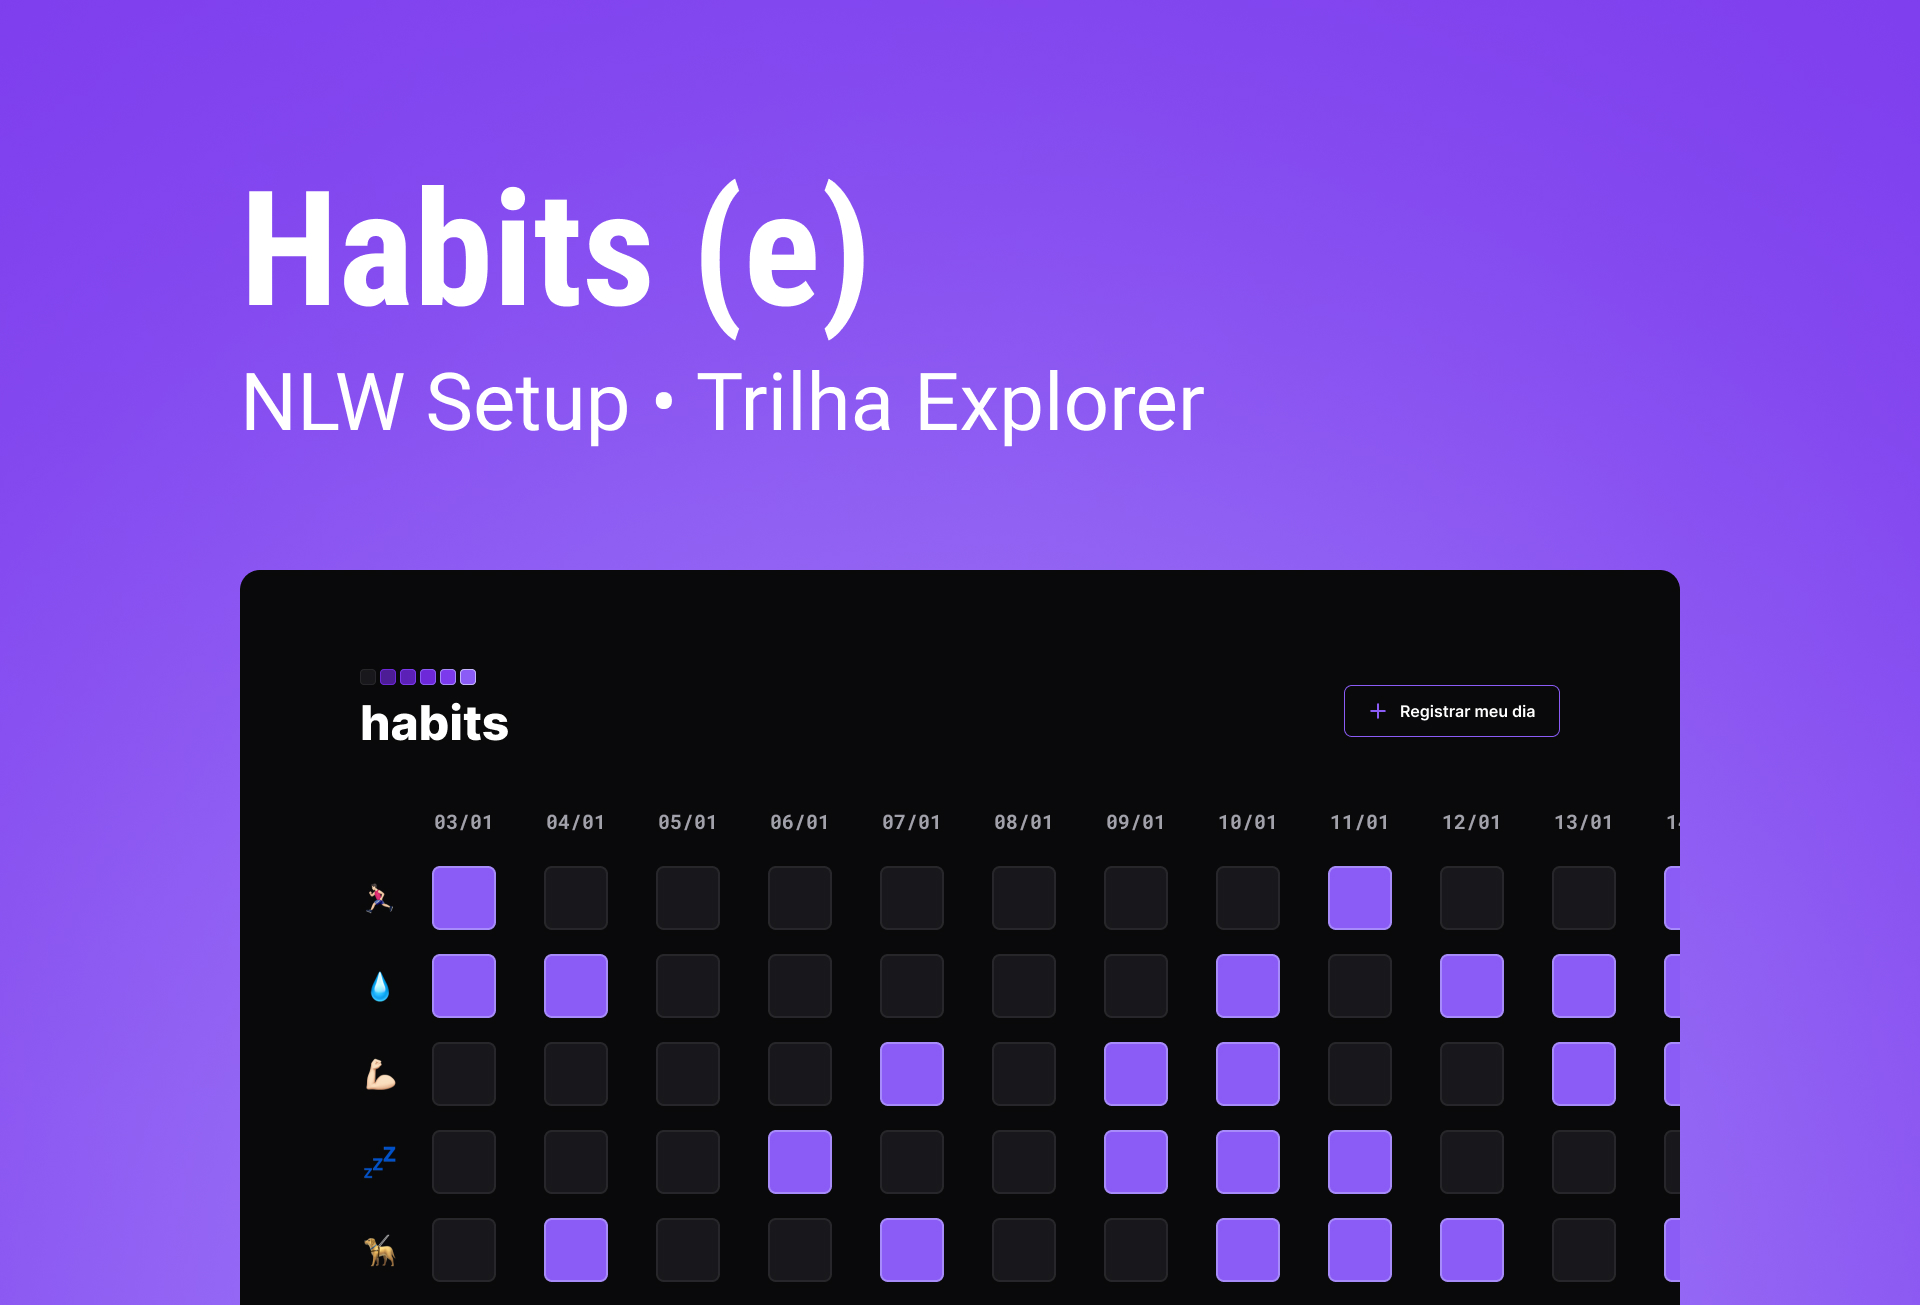 Habits (e)
NLW Setup • Trilha Explorer
habits
+ Registrar meu dia
03/01 04/01 05/01 06/01 07/01 08/01 09/01 10/01 11/01 12/01 13/01